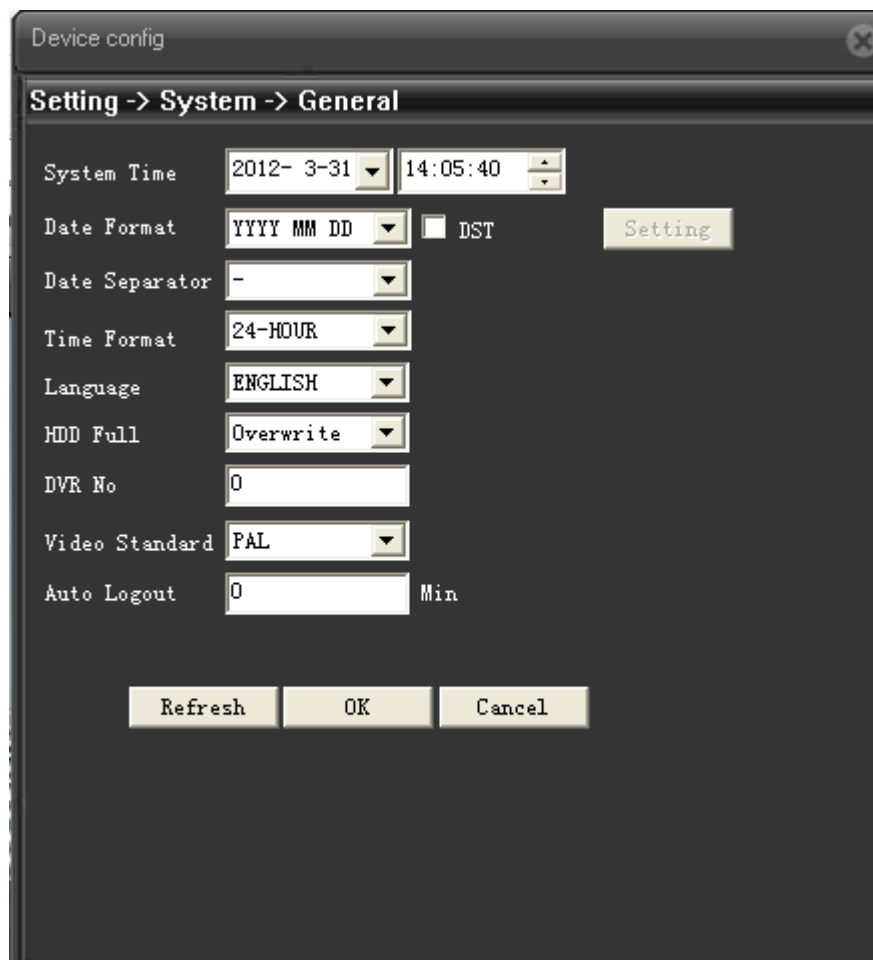 Device config
Setting -> System -> General
System Time 2012- 3-31 14:05:40
Date Format YYYY MM DD DST Setting
Date Separator -
Time Format 24-HOUR
Language ENGLISH
HDD Full Overwrite
DVR No 0
Video Standard PAL
Auto Logout 0 Min
Refresh OK Cancel